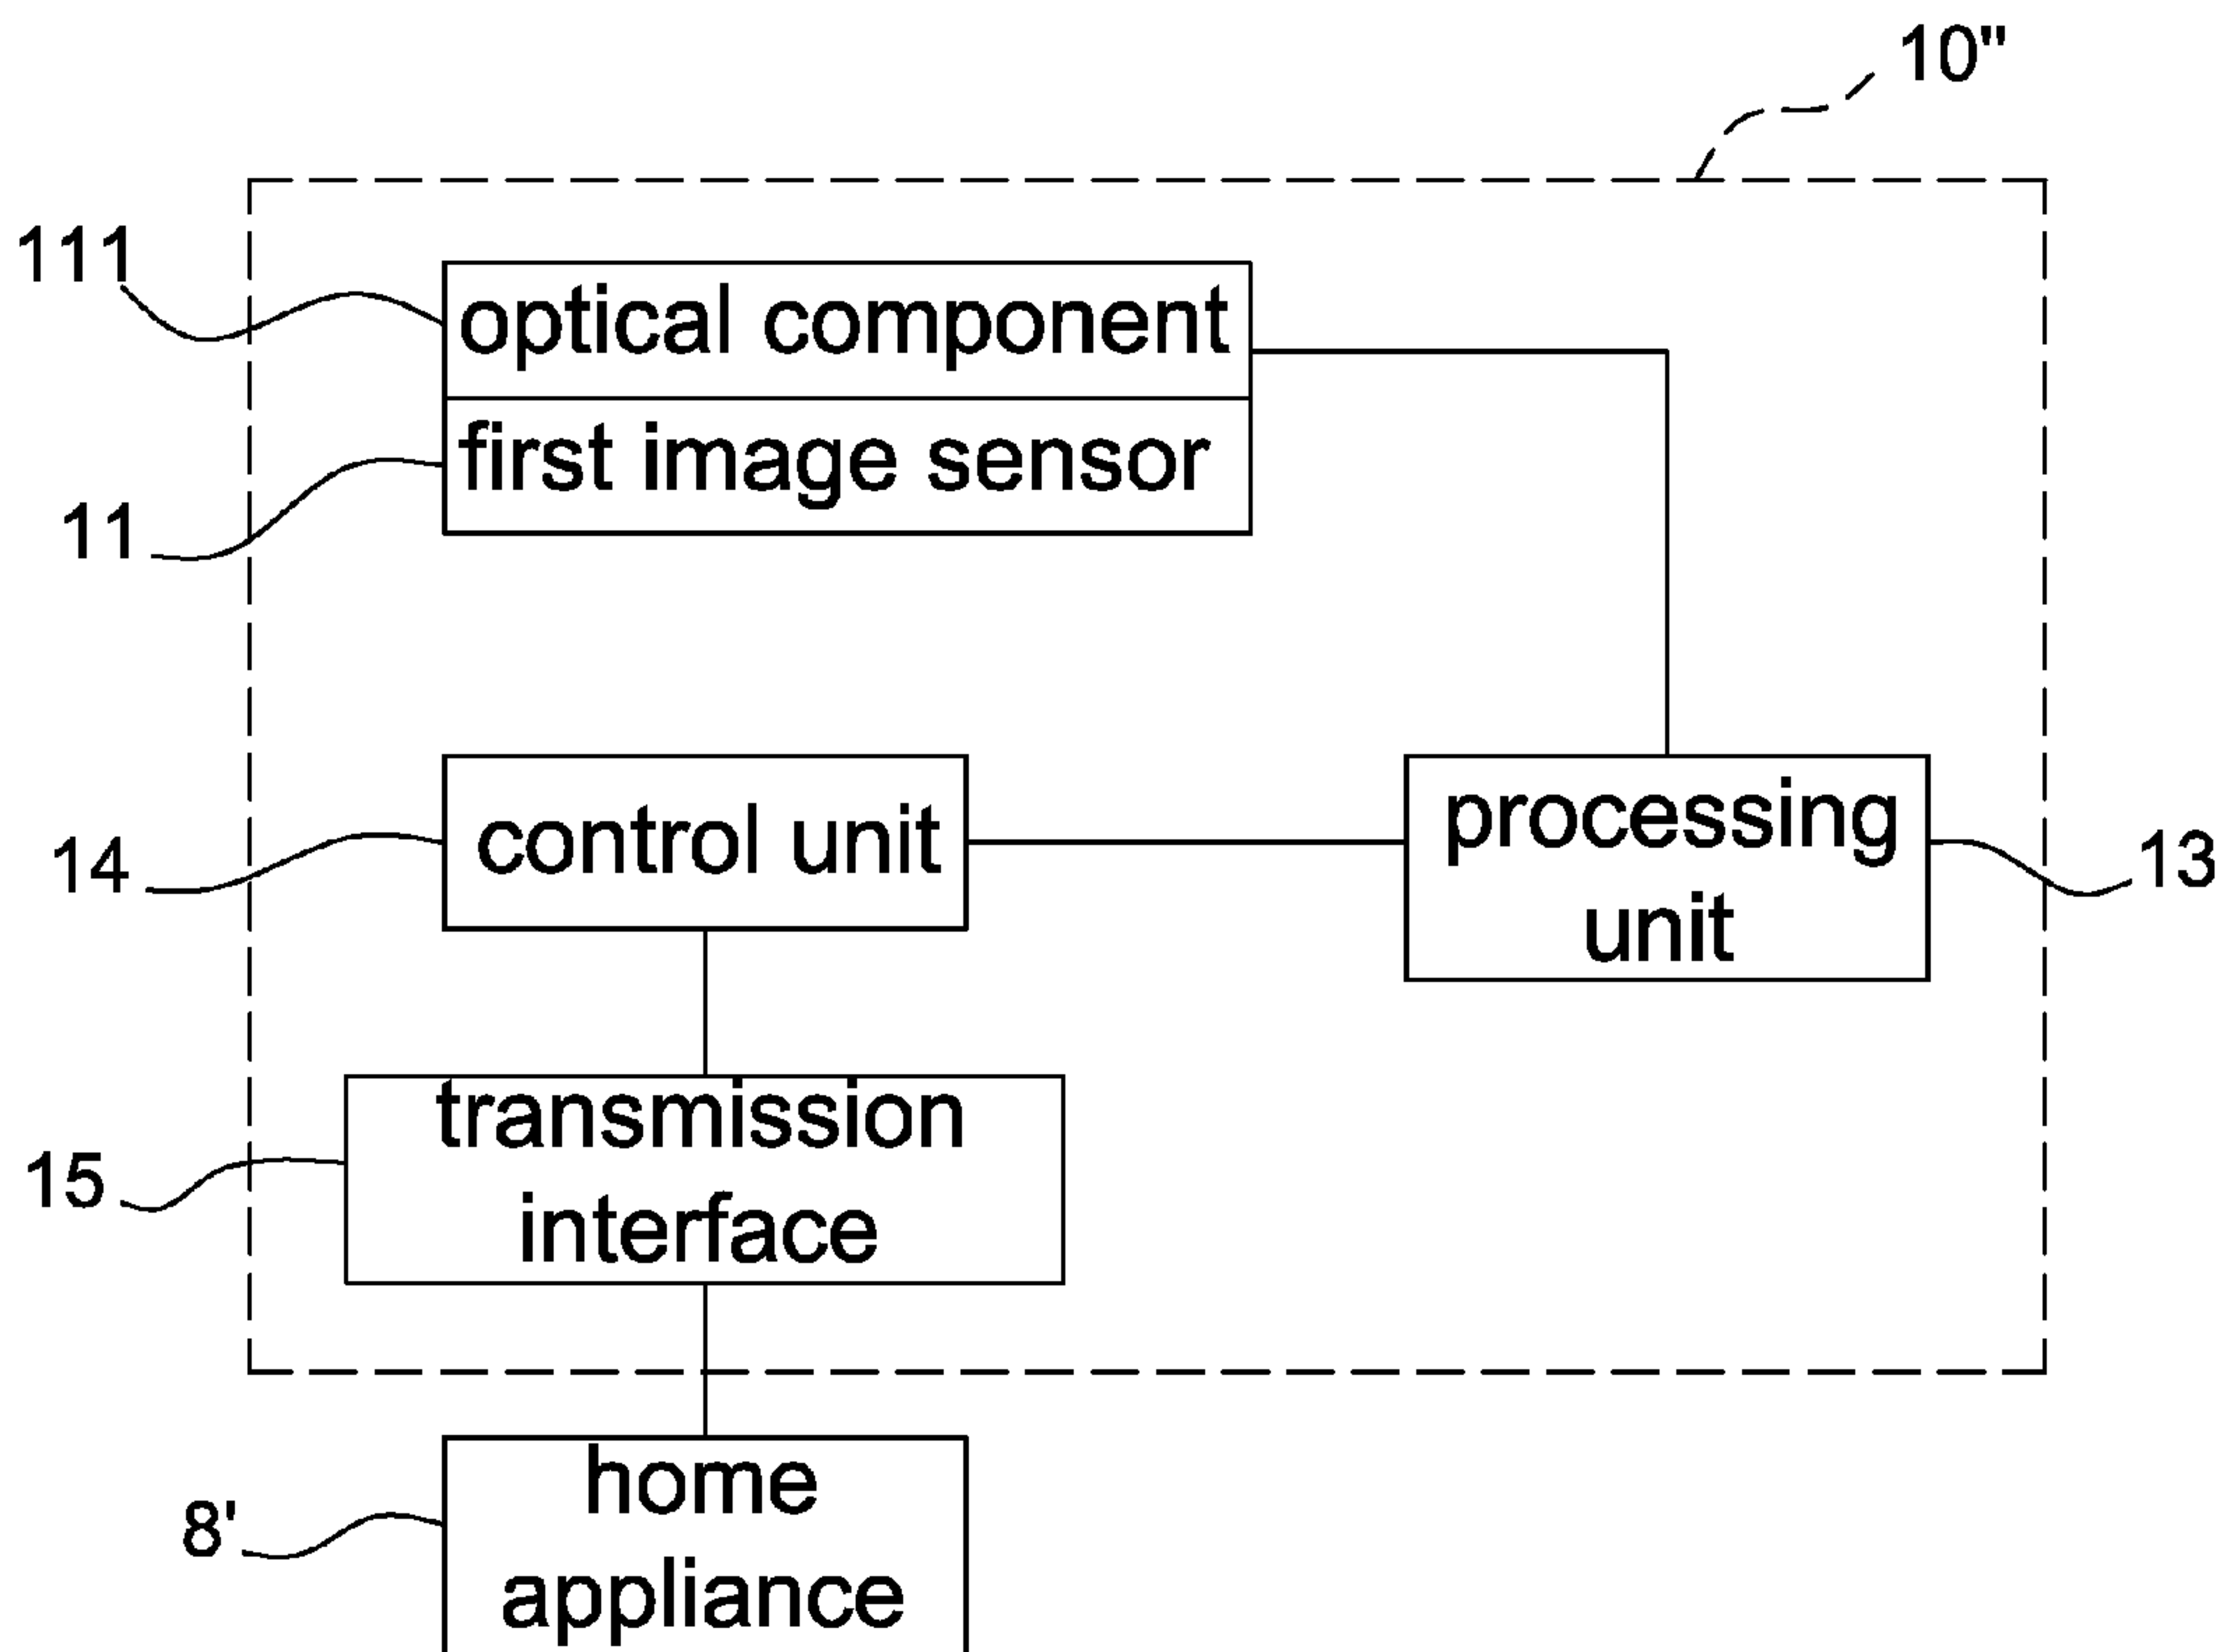 10"
111
optical component
first image sensor
11
control unit
14
processing
unit
13
transmission
interface
15
home
appliance
8'